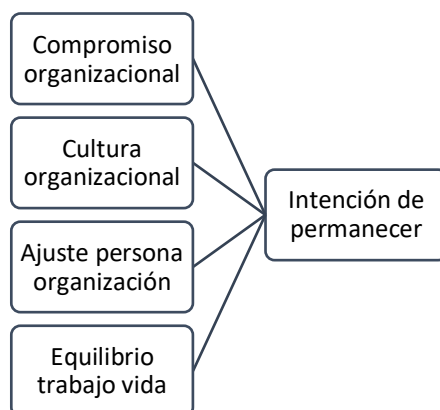 Compromiso
organizacional
Cultura
organizacional
Ajuste persona
organización
Equilibrio
trabajo vida
Intención de
permanecer